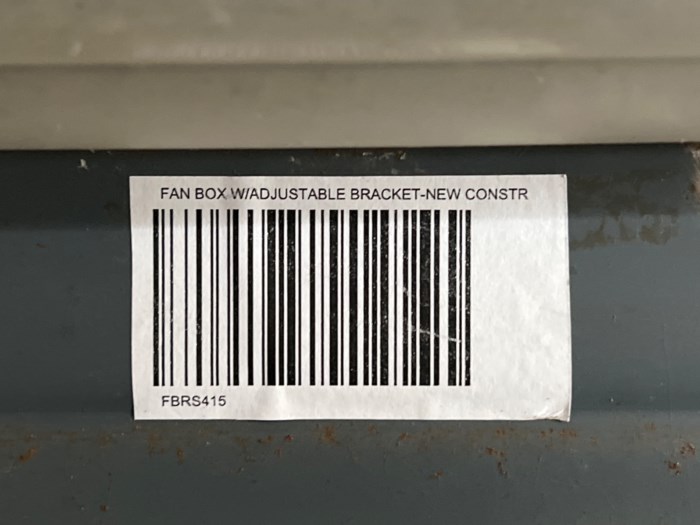 FAN BOX W/ADJUSTABLE BRACKET-NEW CONSTR
FBRS415